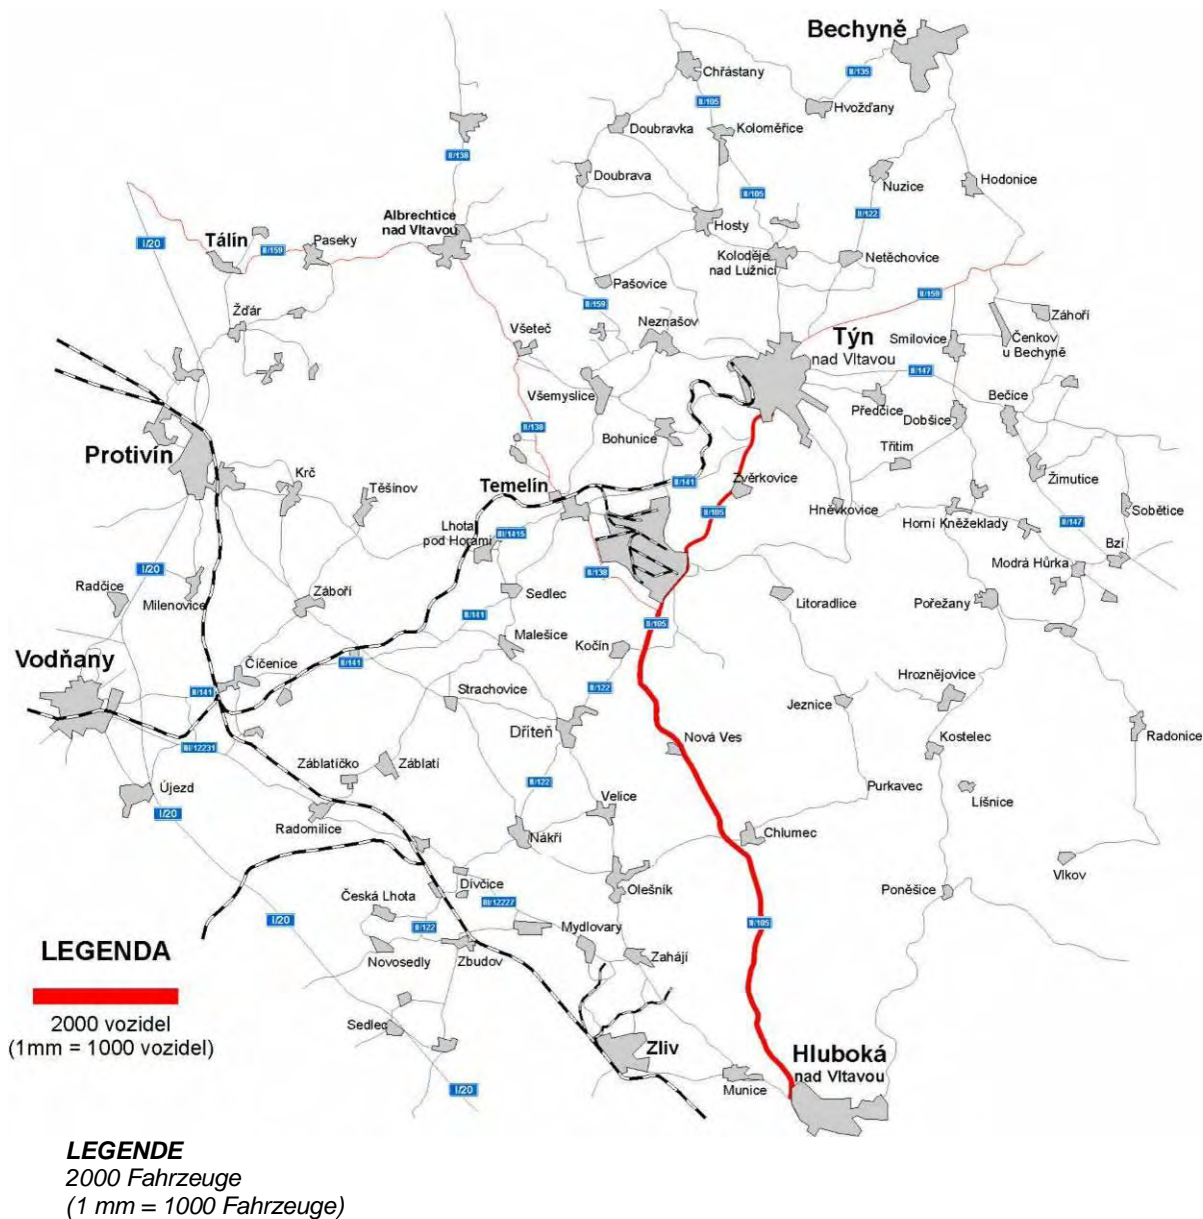 Bechyně
Chřástany
II/135
II/105
Hvožďany
Doubravka
Koloměřice
II/138
Doubrava
Nuzice
Hodonice
II/105
Albrechtice
nad Vltavou
II/122
Hosty
I/20
Tálín
II/159
Paseky
Koloděje
nad Lužnicí
Netěchovice
Pašovice
II/159
II/159
Žďár
Všeteč
Neznašov
Týn
nad Vltavou
Smilovice
Záhoří
Čenkov
u Bechyně
II/147
Všemyslice
Předčice
Dobšice
Bečice
II/138
Bohunice
Třitim
Protivín
Krč
Těšínov
Temelín
II/141
Zvěrkovice
Žimutice
Hněvkovice
Horní Kněžeklady
Sobětice
II/105
II/147
Lhota
pod Horami
II/1415
Bzí
Modrá Hůrka
I/20
II/138
Radčice
Milenovice
Záboří
Sedlec
Litoradlice
Pořežany
II/141
II/105
Malešice
Kočín
Vodňany
Číčenice
II/141
II/141
II/122
Hroznějovice
Strachovice
Jeznice
Dříteň
Radonice
III/12231
Nová Ves
Kostelec
Záblatíčko
Záblatí
II/122
Újezd
Purkavec
Líšnice
I/20
Velice
Radomilice
Nákří
Chlumec
Vlkov
Dívčice
Olešník
Poněšice
Česká Lhota
III/12227
I/20
II/122
Mydlovary
II/105
LEGENDA
Novosedly
Zbudov
Zahájí
2000 vozidel
(1mm = 1000 vozidel)
Sedlec
Zliv
Hluboká
nad Vltavou
I/20
Munice
LEGENDE
2000 Fahrzeuge
(1 mm = 1000 Fahrzeuge)